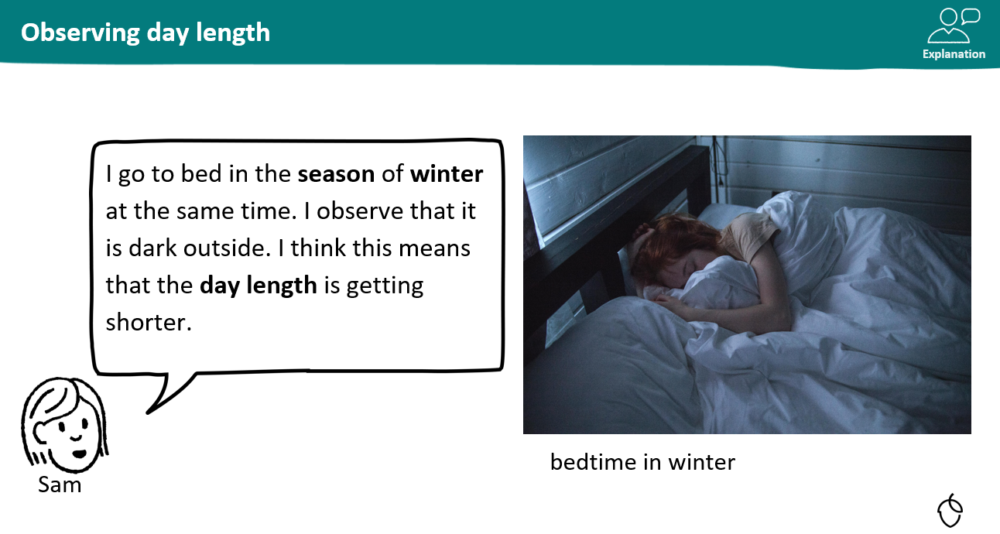 Observing day length
Explanation
I go to bed in the season of winter
at the same time. I observe that it
is dark outside. I think this means
that the day length is getting
shorter.
Sam
bedtime in winter